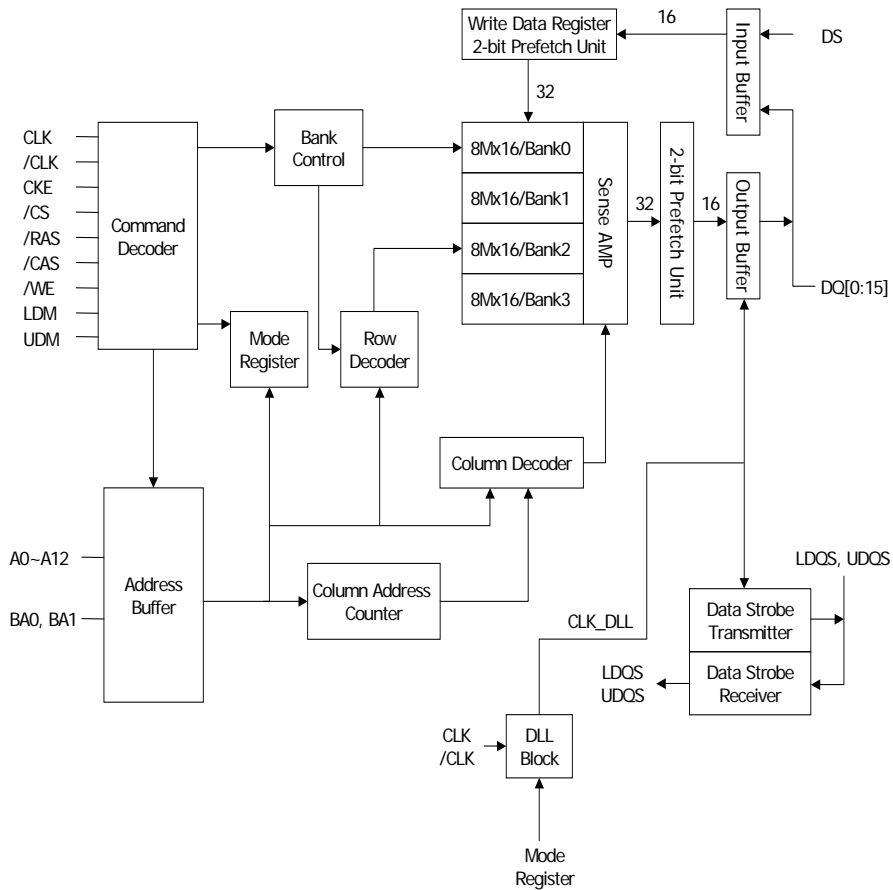 Write Data Register
2-bit Prefetch Unit
16
Input Buffer
DS
32
Bank
Control
8Mx16/Bank0
8Mx16/Bank1
8Mx16/Bank2
8Mx16/Bank3
Sense AMP
32
2-bit Prefetch Unit
16
Output Buffer
DQ[0:15]
CLK
/CLK
CKE
/CS
/RAS
/CAS
/WE
LDM
UDM
Command
Decoder
Mode
Register
Row
Decoder
Column Decoder
A0~A12
BA0, BA1
Address
Buffer
Column Address
Counter
CLK_DLL
LDQS, UDQS
Data Strobe
Transmitter
Data Strobe
Receiver
LDQS
UDQS
CLK
/CLK
DLL
Block
Mode
Register